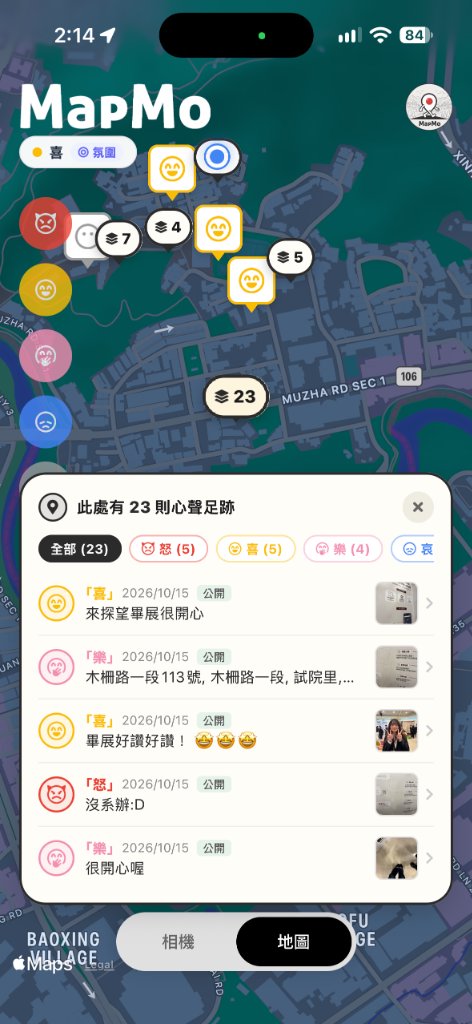 2:14
84
MapMo
MapMo
喜
氛圍
7
4
5
23
MUZHA RD SEC 1
106
此處有 23 則心聲足跡
全部 (23)
怒 (5)
喜 (5)
樂 (4)
哀
「喜」 2026/10/15 公開
來探望畢展很開心
「樂」 2026/10/15 公開
木柵路一段113號, 木柵路一段, 試院里,...
「喜」 2026/10/15 公開
畢展好讚好讚！ 🤩🤩🤩
「怒」 2026/10/15 公開
沒系辦:D
「樂」 2026/10/15 公開
很開心喔
相機
地圖
BAOXING
VILLAGE
Maps
Legal